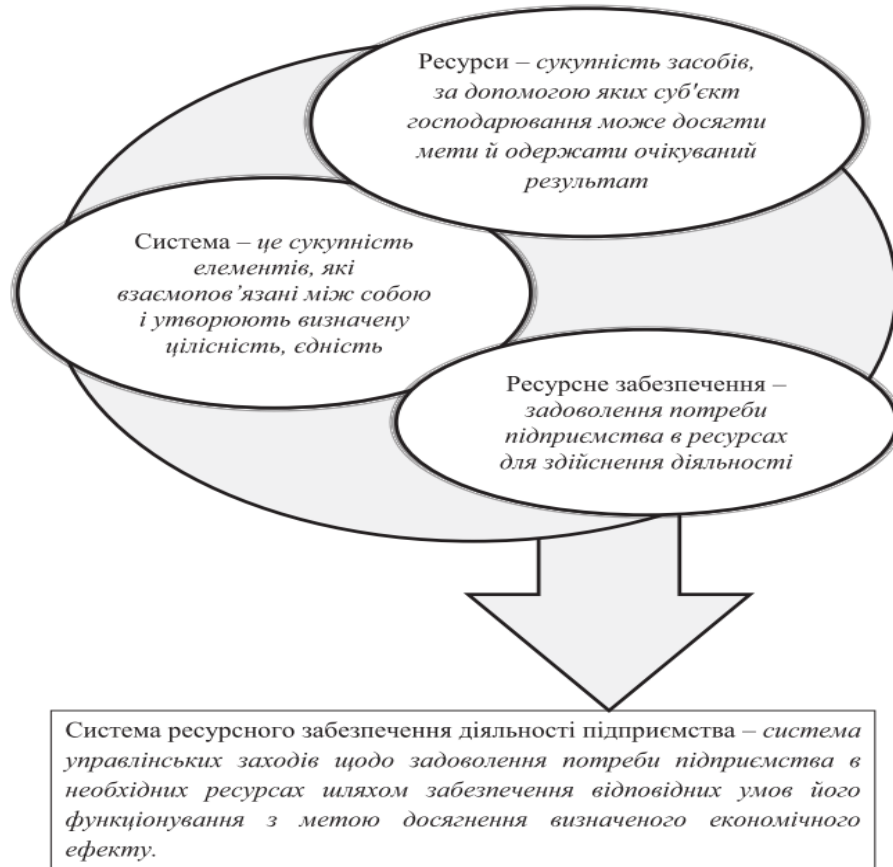 Ресурси – сукупність засобів,
за допомогою яких суб'єкт
господарювання може досягти
мети й одержати очікуваний
результат
Система – це сукупність
елементів, які
взаємопов’язані між собою
і утворюють визначену
цілісність, єдність
Ресурсне забезпечення –
задоволення потреби
підприємства в ресурсах
для здійснення діяльності
Система ресурсного забезпечення діяльності підприємства – система
управлінських заходів щодо задоволення потреби підприємства в
необхідних ресурсах шляхом забезпечення відповідних умов його
функціонування з метою досягнення визначеного економічного
ефекту.